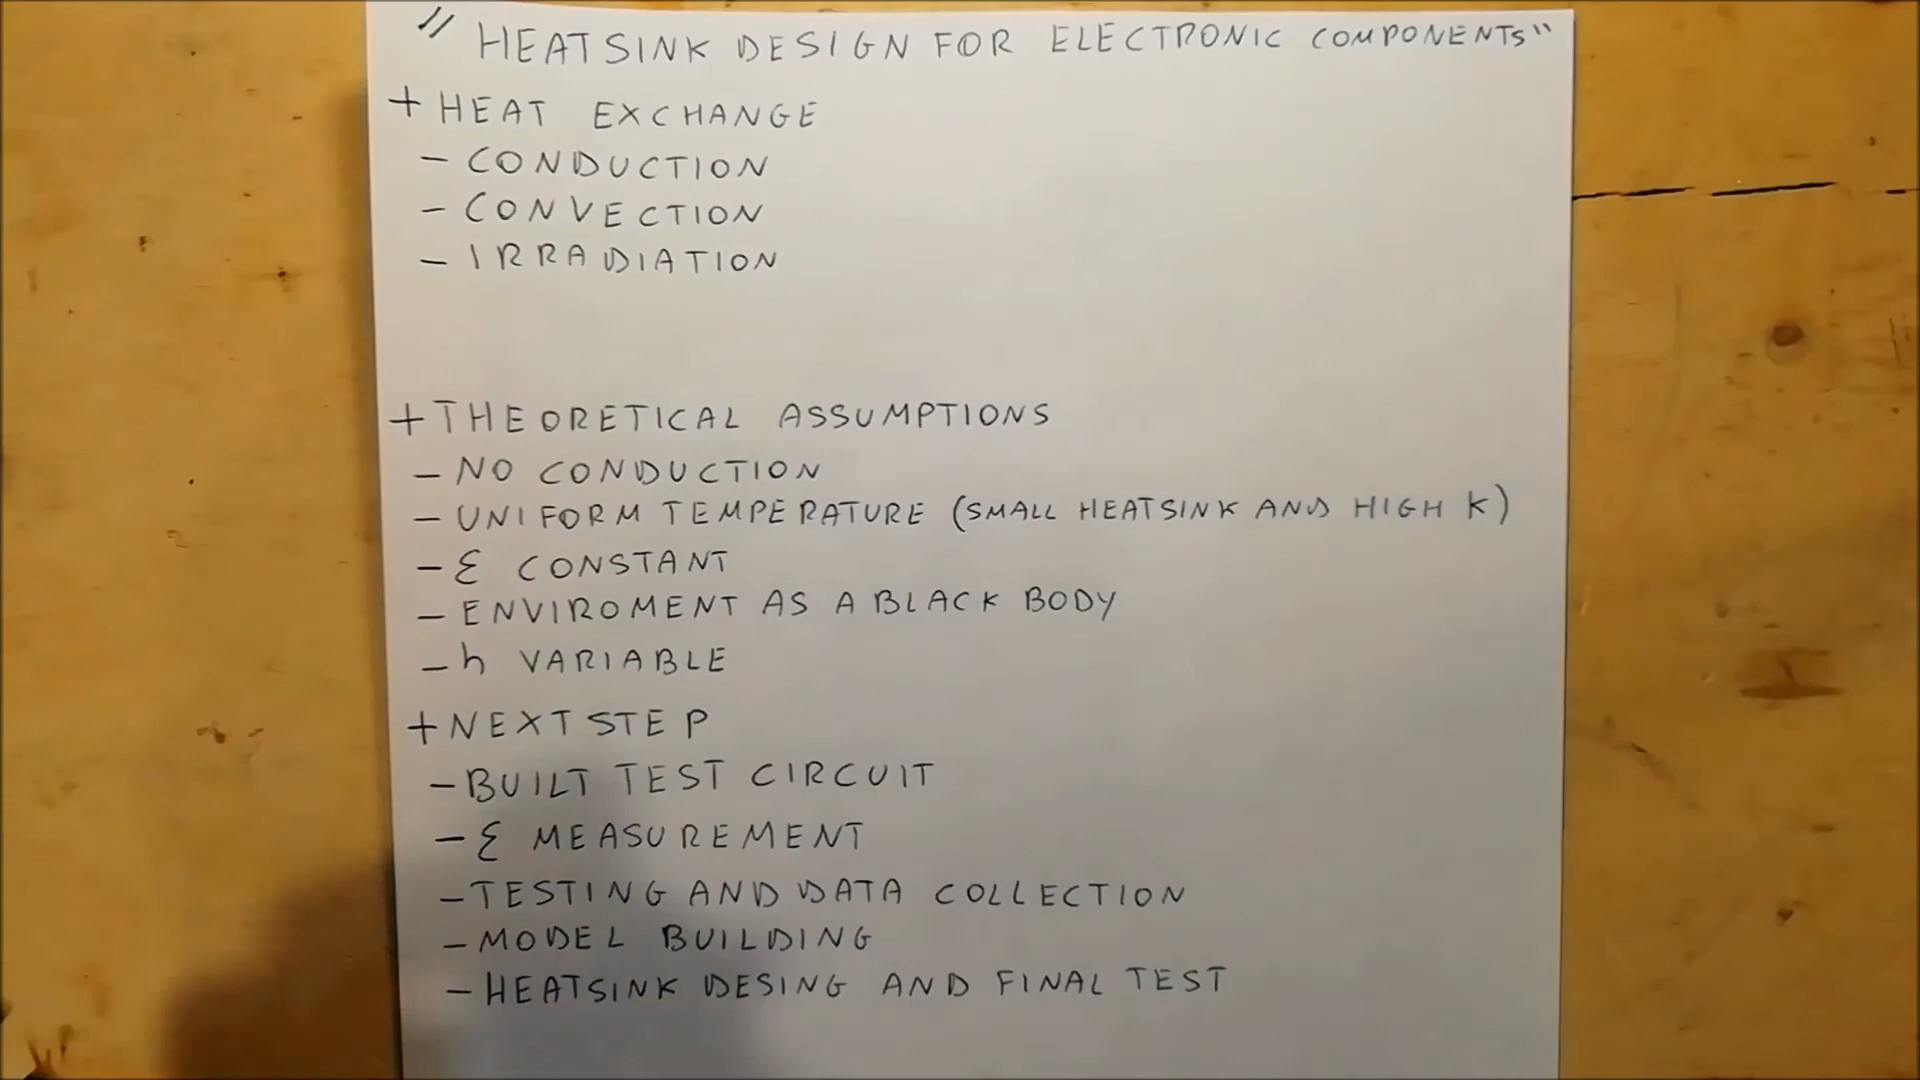 " HEATSINK DESIGN FOR ELECTRONIC COMPONENTS"
+ HEAT EXCHANGE
- CONDUCTION
- CONVECTION
- IRRADIATION
+ THEORETICAL ASSUMPTIONS
- NO CONDUCTION
- UNIFORM TEMPERATURE (SMALL HEATSINK AND HIGH K)
- Ɛ CONSTANT
- ENVIROMENT AS A BLACK BODY
- h VARIABLE
+ NEXT STEP
- BUILT TEST CIRCUIT
- Ɛ MEASUREMENT
- TESTING AND DATA COLLECTION
- MODEL BUILDING
- HEATSINK DESING AND FINAL TEST